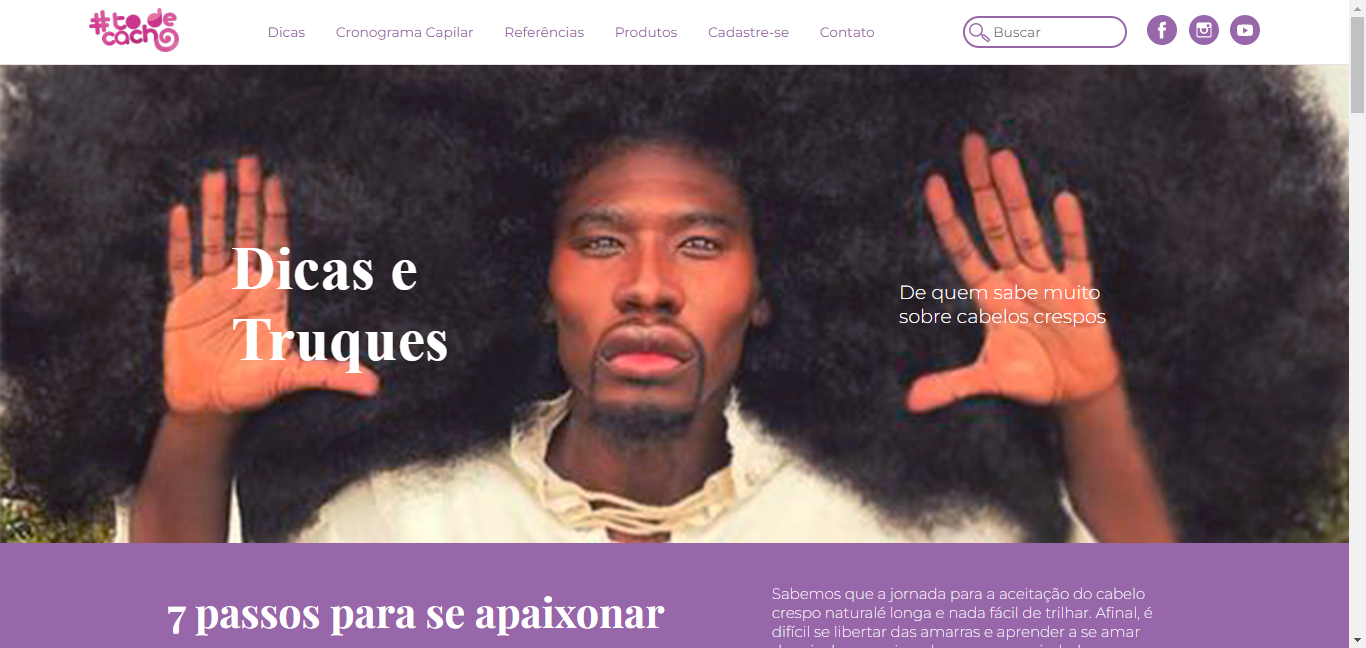 #todecacho
Dicas
Cronograma Capilar
Referências
Produtos
Cadastre-se
Contato
Buscar
Dicas e
Truques
De quem sabe muito
sobre cabelos crespos
7 passos para se apaixonar
Sabemos que a jornada para a aceitação do cabelo
crespo naturalé longa e nada fácil de trilhar. Afinal, é
difícil se libertar das amarras e aprender a se amar